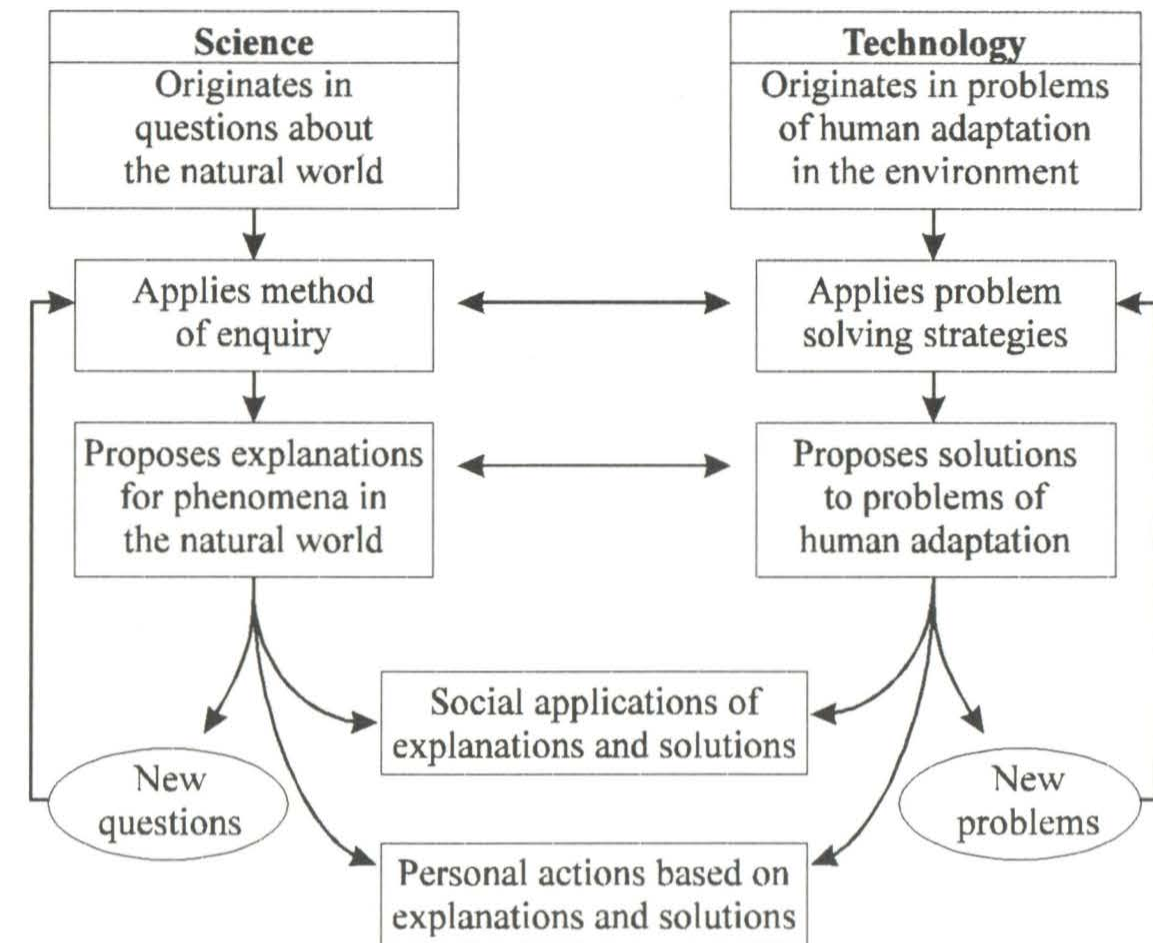 Science
Originates in
questions about
the natural world
Technology
Originates in problems
of human adaptation
in the environment
Applies method
of enquiry
Applies problem
solving strategies
Proposes explanations
for phenomena in
the natural world
Proposes solutions
to problems of
human adaptation
Social applications of
explanations and solutions
New
questions
New
problems
Personal actions based on
explanations and solutions